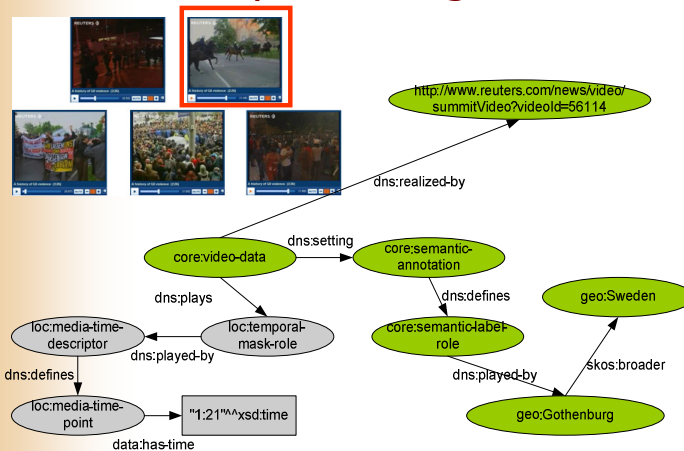 REUTERS
REUTERS
http://www.reuters.com/news/video/
summitVideo?videoId=56114
dns:realized-by
dns:setting
core:video-data
core:semantic-
annotation
dns:plays
dns:defines
geo:Sweden
loc:media-time-
descriptor
loc:temporal-
mask-role
core:semantic-label-
role
dns:played-by
dns:defines
dns:played-by
skos:broader
loc:media-time-
point
"1:21"^^xsd:time
geo:Gothenburg
data:has-time